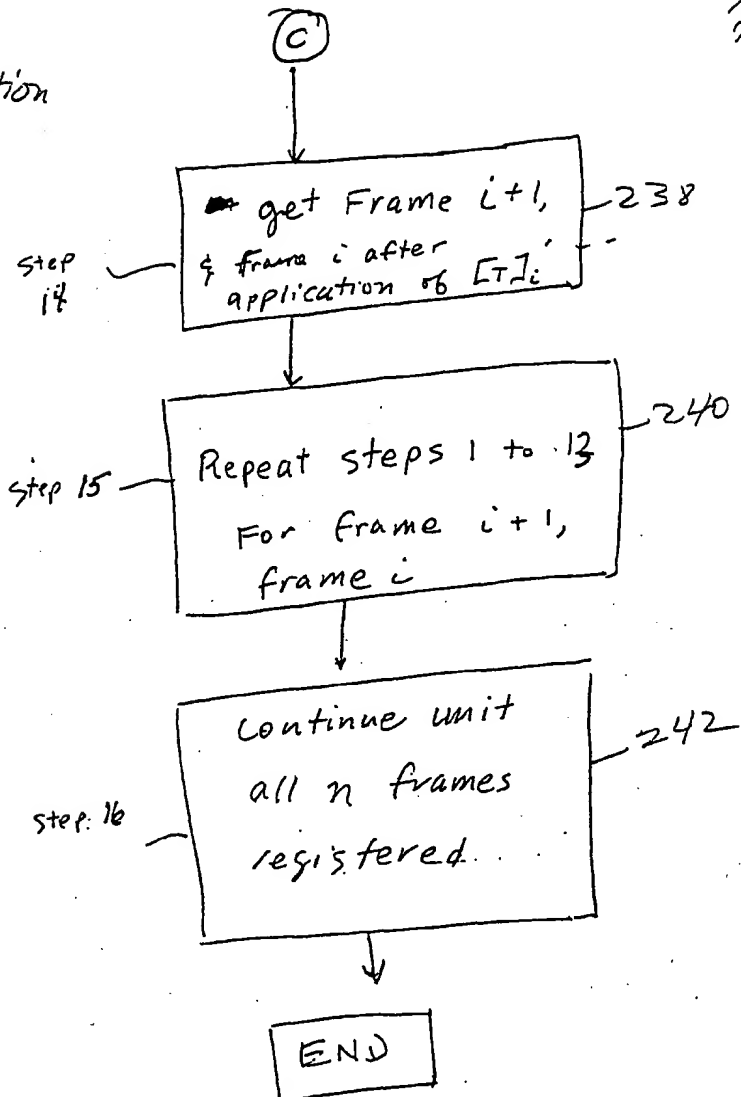 C
tion
get Frame i+1,
& frame i after
application of [T]i
238
step
14
Repeat steps 1 to 13
For frame i+1,
frame i
240
step 15
Continue unit
all n frames
registered..
242
step: 16
END